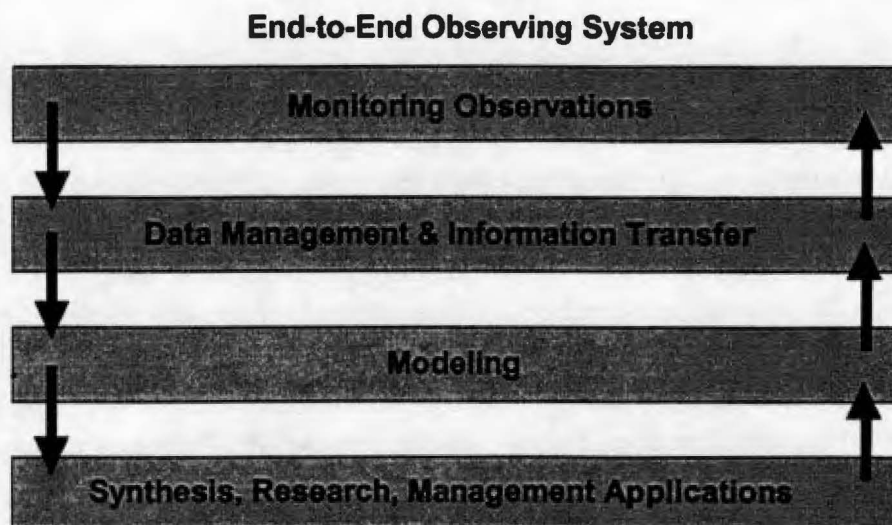 End-to-End Observing System
Monitoring Observations
Data Management & Information Transfer
Modeling
Synthesis, Research, Management Applications